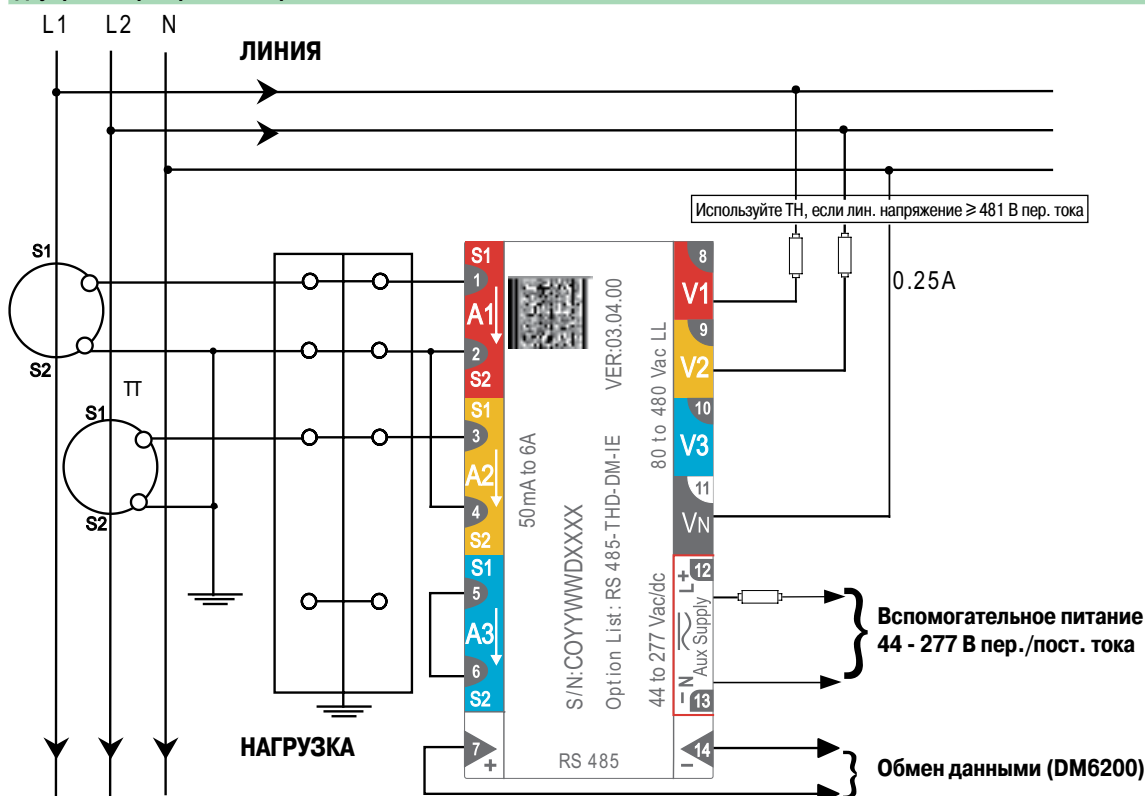 L1 L2 N
ЛИНИЯ
Используйте ТН, если лин. напряжение ≥ 481 В пер. тока
0.25A
S1
S2
ТТ
S1
S2
S1
1
A1
2
S2
S1
3
A2
4
S2
S1
5
A3
6
S2
7
+
50mA to 6A
S/N:COYYWWDXXXX
Option List: RS 485-THD-DM-IE
VER:03.04.00
80 to 480 Vac LL
44 to 277 Vac/dc
RS 485
8
V1
9
V2
10
V3
11
VN
12
L+
Aux Supply
– N
13
14
–
Вспомогательное питание
44 - 277 В пер./пост. тока
НАГРУЗКА
Обмен данными (DM6200)